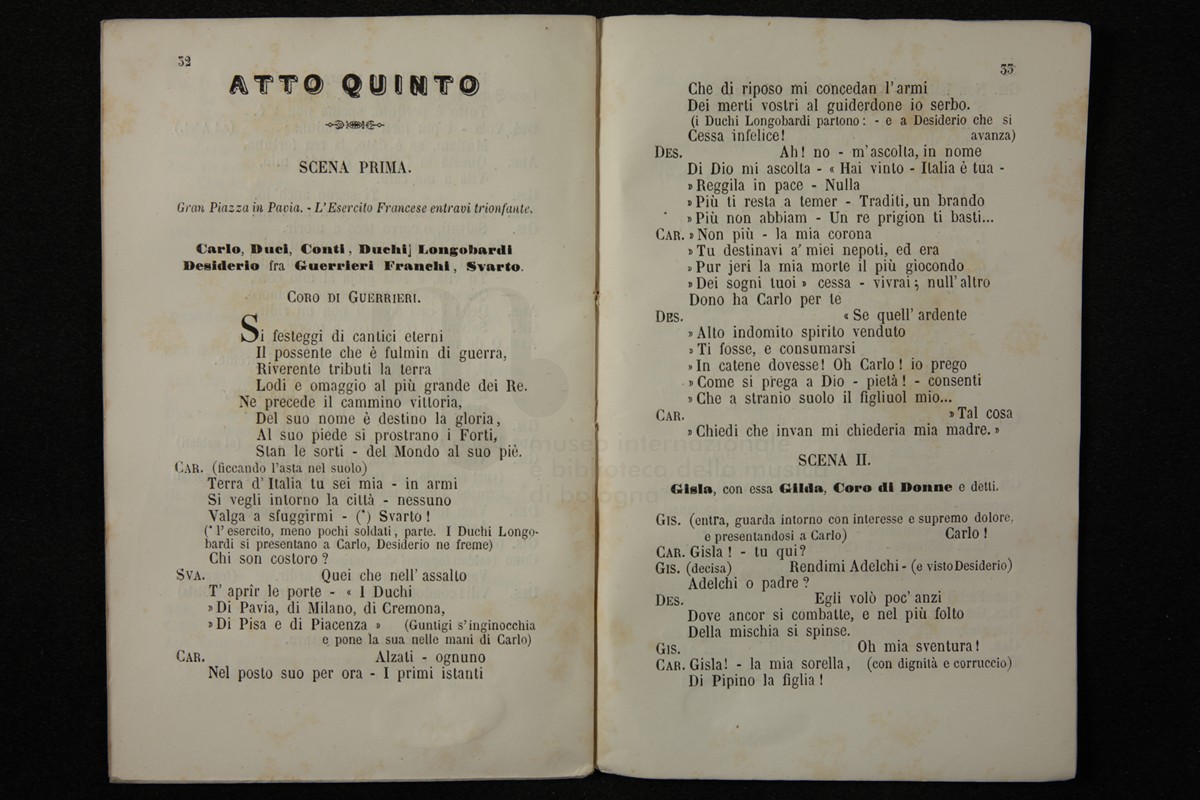 32
ATTO QUINTO
SCENA PRIMA.
Gran Piazza in Pavia. - L'Esercito Francese entravi trionfante.
Carlo, Duci, Conti, Duchij Longobardi
Desiderio fra Guerrieri Franchi, Svarto.
CORO DI GUERRIERI.
Si festeggi di cantici eterni
Il possente che è fulmin di guerra,
Riverente tributi la terra
Lodi e omaggio al più grande dei Re.
Ne precede il cammino vittoria,
Del suo nome è destino la gloria,
Al suo piede si prostrano i Forti,
Stan le sorti - del Mondo al suo piè.
CAR. (ficcando l'asta nel suolo)
Terra d'Italia tu sei mia - in armi
Si vegli intorno la città - nessuno
Valga a sfuggirmi - (*) Svarto!
(* l'esercito, meno pochi soldati, parte. I Duchi Longo-
bardi si presentano a Carlo, Desiderio ne freme)
Chi son costoro?
SVA. Quei che nell'assalto
T' aprìr le porte - « I Duchi
» Di Pavia, di Milano, di Cremona,
» Di Pisa e di Piacenza » (Guntigi s'inginocchia
e pone la sua nelle mani di Carlo)
CAR. Alzati - ognuno
Nel posto suo per ora - I primi istanti
33
Che di riposo mi concedan l'armi
Dei merti vostri al guiderdone io serbo.
(i Duchi Longobardi partono: - e a Desiderio che si
Cessa infelice! avanza)
DES. Ah! no - m'ascolta, in nome
Di Dio mi ascolta - « Hai vinto - Italia è tua -
» Reggila in pace - Nulla
» Più ti resta a temer - Traditi, un brando
» Più non abbiam - Un re prigion ti basti...
CAR. » Non più - la mia corona
» Tu destinavi a' miei nepoti, ed era
» Pur jeri la mia morte il più giocondo
» Dei sogni tuoi » cessa - vivrai; null'altro
Dono ha Carlo per te
DES. « Se quell'ardente
» Alto indomito spirito venduto
» Ti fosse, e consumarsi
» In catene dovesse! Oh Carlo! io prego
» Come si prega a Dio - pietà! - consenti
» Che a stranio suolo il figliuol mio...
CAR. » Tal cosa
» Chiedi che invan mi chiederia mia madre. »
SCENA II.
Gisla, con essa Gilda, Coro di Donne e detti.
GIS. (entra, guarda intorno con interesse e supremo dolore,
e presentandosi a Carlo) Carlo!
CAR. Gisla! - tu qui?
GIS. (decisa) Rendimi Adelchi - (e visto Desiderio)
Adelchi o padre?
DES. Egli volò poc' anzi
Dove ancor si combatte, e nel più folto
Della mischia si spinse.
GIS. Oh mia sventura!
CAR. Gisla! - la mia sorella, (con dignità e corruccio)
Di Pipino la figlia!
museo internazionale
e biblioteca della musica
di bologna